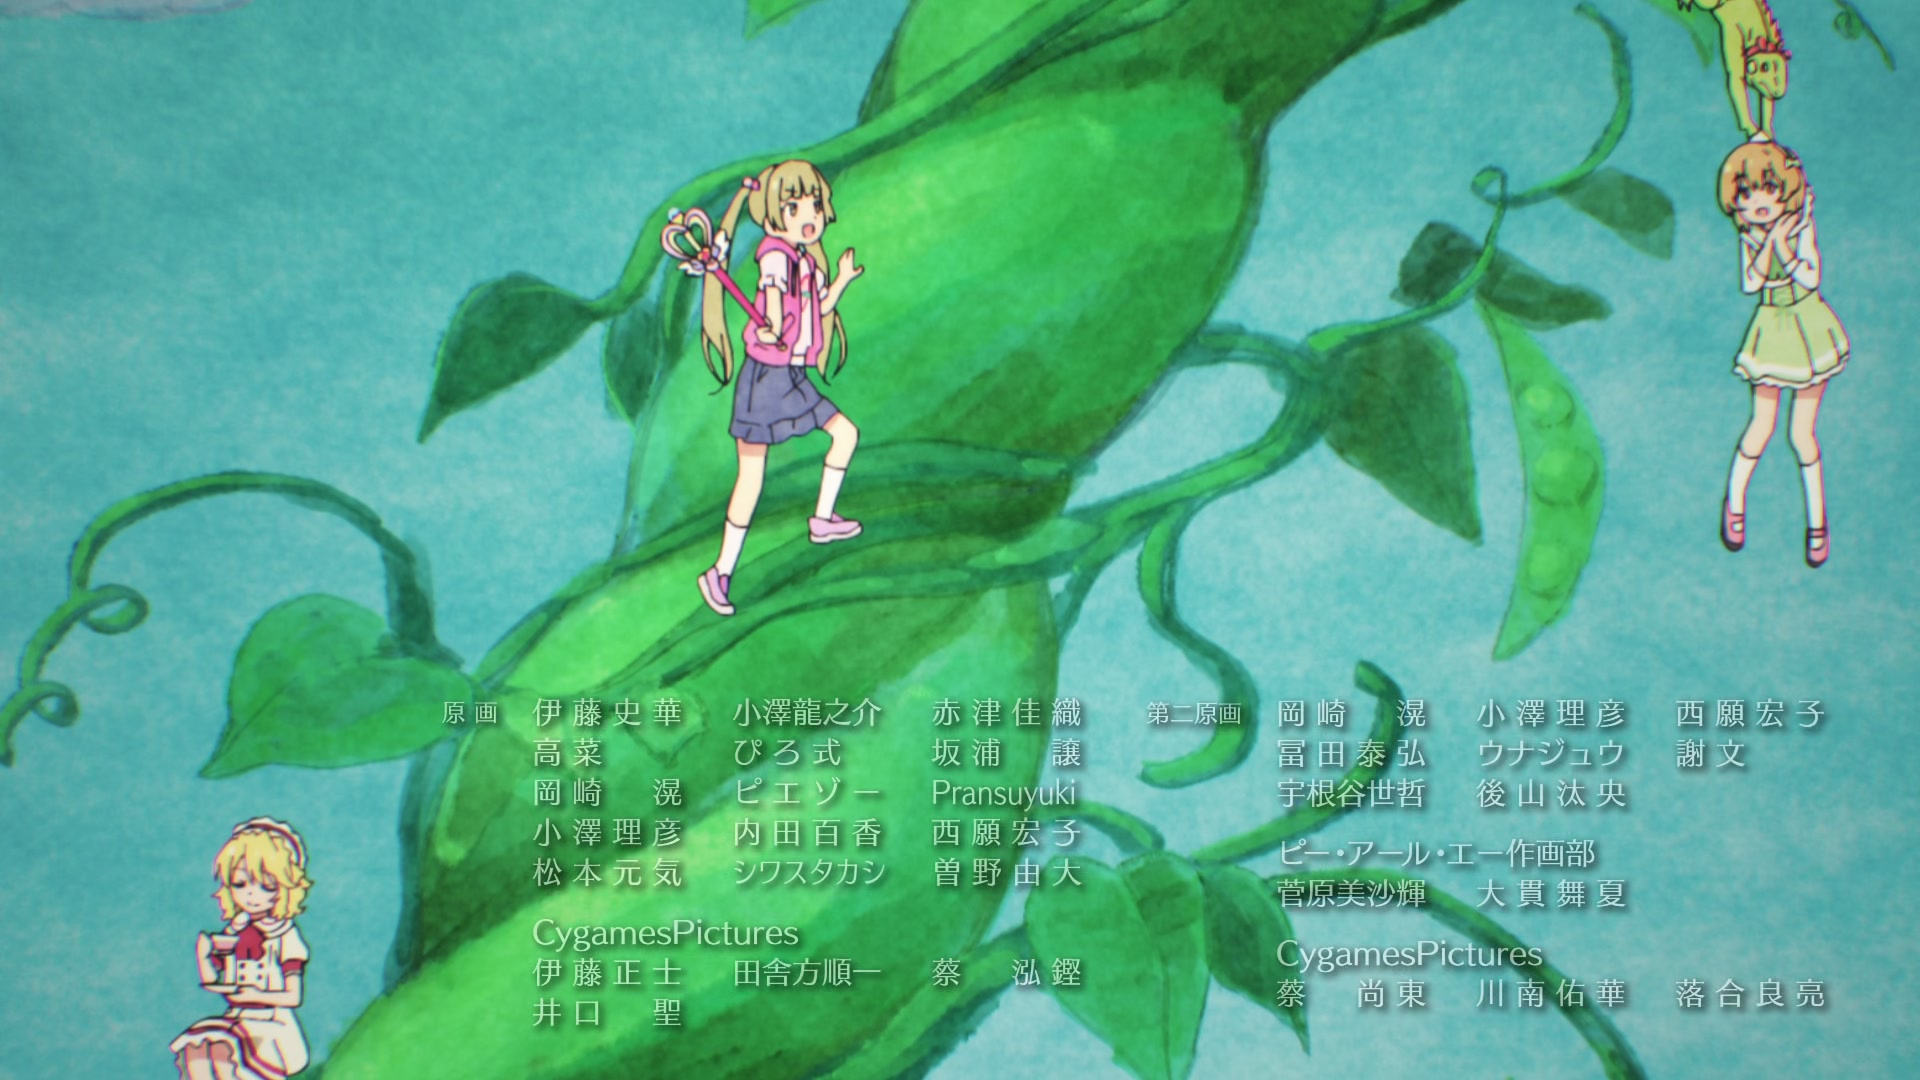 原画 伊藤史華 小澤龍之介 赤津佳織
高菜 ぴろ式 坂浦 譲
岡崎 滉 ピエゾー Pransuyuki
小澤理彦 内田百香 西願宏子
松本元気 シワスタカシ 曽野由大
CygamesPictures
伊藤正士 田舎方順一 蔡 泓鏗
井口 聖
第二原画 岡崎 滉 小澤理彦 西願宏子
冨田泰弘 ウナジュウ 謝文
宇根谷世哲 後山汰央
ピー・アール・エー作画部
菅原美沙輝 大貫舞夏
CygamesPictures
蔡 尚東 川南佑華 落合良亮